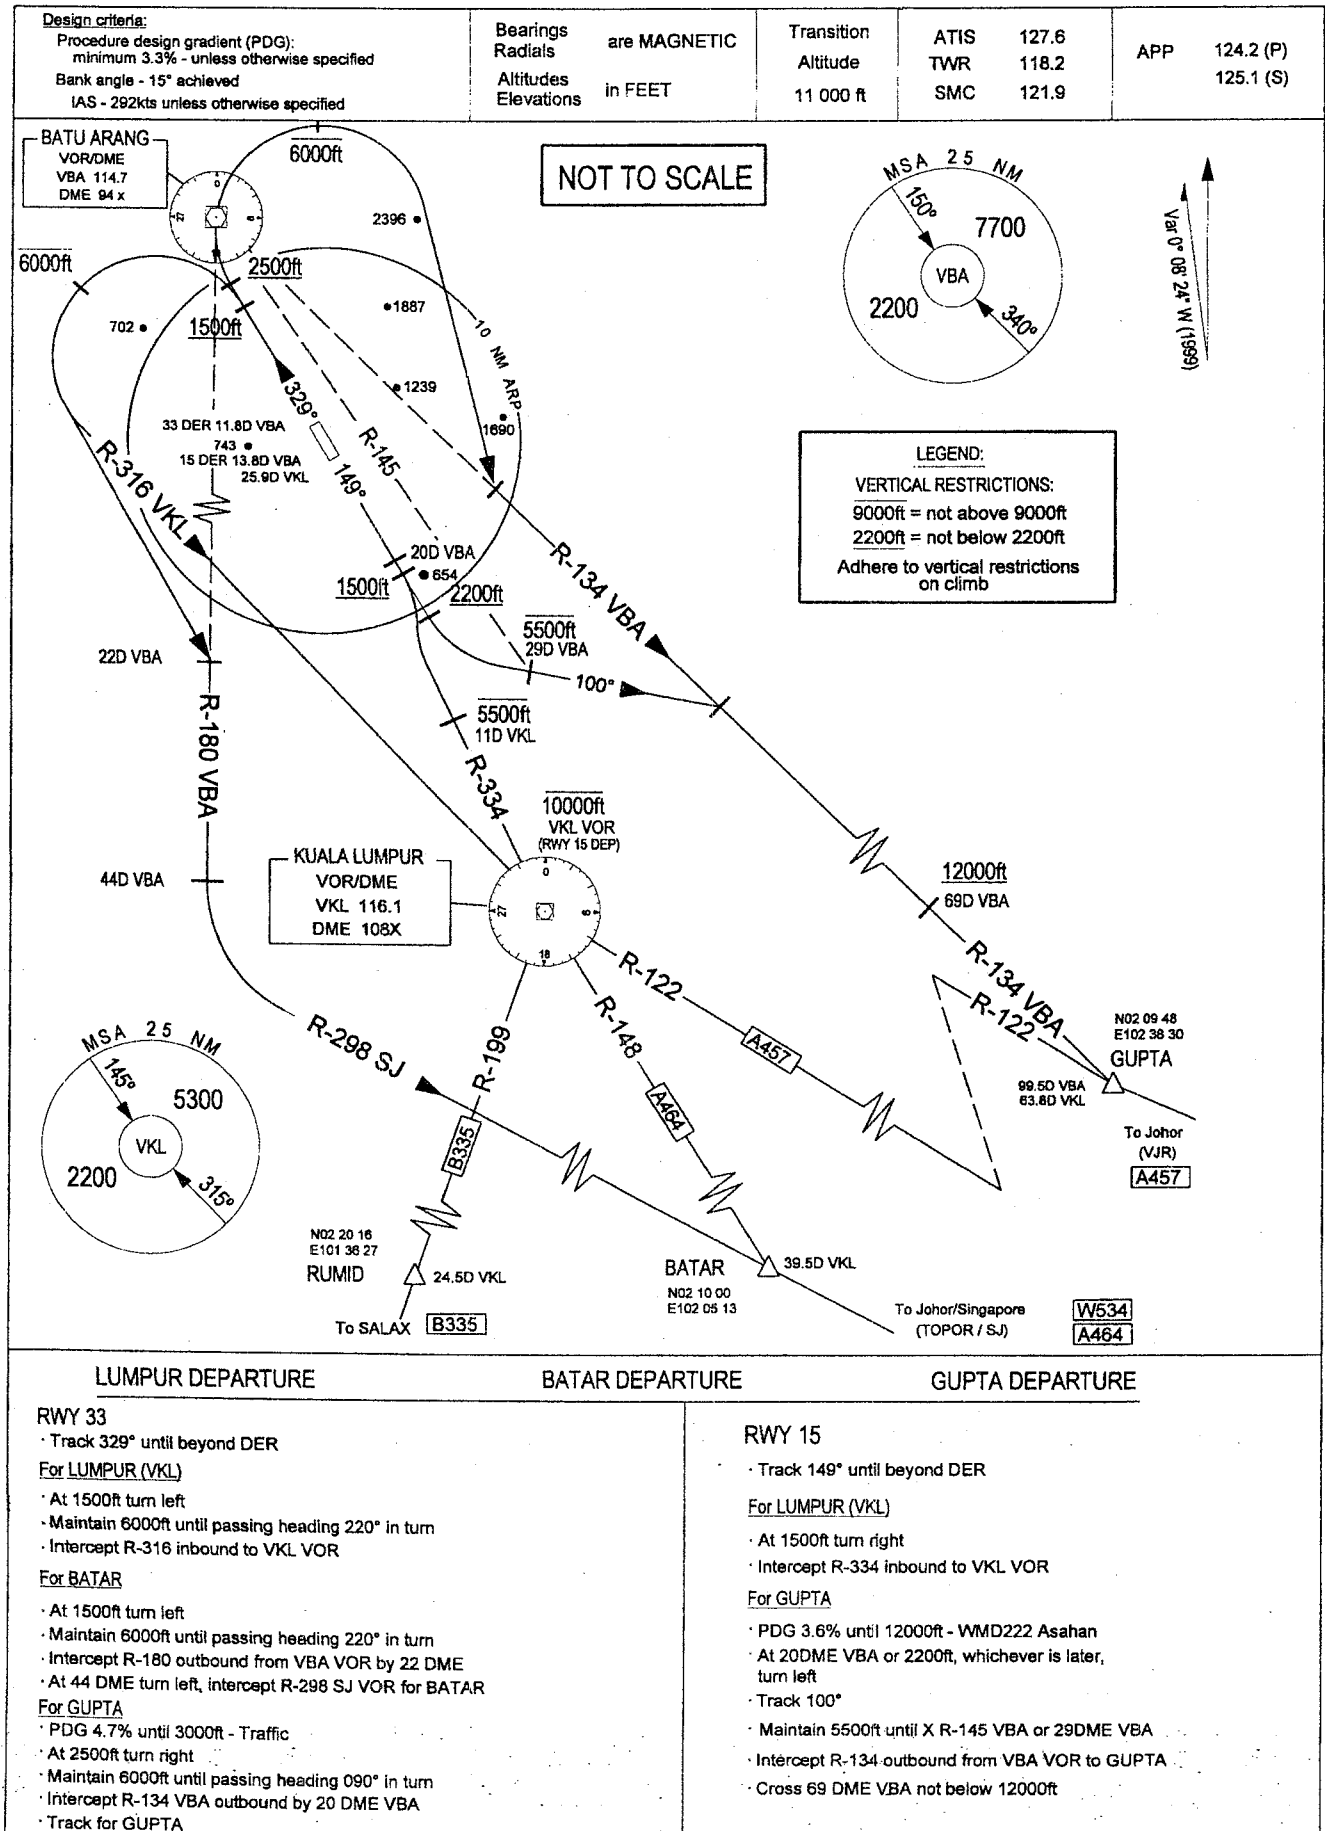 Design criteria:
Procedure design gradient (PDG):
minimum 3.3% - unless otherwise specified
Bank angle - 15° achieved
IAS - 292kts unless otherwise specified
Bearings
Radials
are MAGNETIC
Altitudes
Elevations
in FEET
Transition
Altitude
11 000 ft
ATIS 127.6
TWR 118.2
SMC 121.9
APP 124.2 (P)
125.1 (S)
BATU ARANG
VOR/DME
VBA 114.7
DME 94 x
0
27
6000ft
NOT TO SCALE
MSA 25 NM
150°
7700
VBA
2200
340°
Var 0° 08' 24" W (1999)
2396
6000ft
2500ft
702
1500ft
1887
10 NM ARP
1239
1690
329°
33 DER 11.8D VBA
743
15 DER 13.8D VBA
25.9D VKL
R-145
149°
R-316 VKL
LEGEND:
VERTICAL RESTRICTIONS:
9000ft = not above 9000ft
2200ft = not below 2200ft
Adhere to vertical restrictions
on climb
20D VBA
654
1500ft
2200ft
R-134 VBA
5500ft
29D VBA
100°
22D VBA
5500ft
11D VKL
R-180 VBA
R-334
10000ft
VKL VOR
(RWY 15 DEP)
KUALA LUMPUR
VOR/DME
VKL 116.1
DME 108X
0
27
6
18
44D VBA
12000ft
69D VBA
R-122
R-134 VBA
R-122
R-148
R-199
R-298 SJ
A457
A464
B335
N02 09 48
E102 38 30
GUPTA
99.5D VBA
63.8D VKL
To Johor
(VJR)
A457
MSA 25 NM
145°
5300
VKL
2200
315°
N02 20 16
E101 36 27
RUMID
24.5D VKL
To SALAX B335
BATAR
39.5D VKL
N02 10 00
E102 05 13
To Johor/Singapore
(TOPOR / SJ)
W534
A464
LUMPUR DEPARTURE BATAR DEPARTURE GUPTA DEPARTURE
RWY 33
· Track 329° until beyond DER
For LUMPUR (VKL)
· At 1500ft turn left
· Maintain 6000ft until passing heading 220° in turn
· Intercept R-316 inbound to VKL VOR
For BATAR
· At 1500ft turn left
· Maintain 6000ft until passing heading 220° in turn
· Intercept R-180 outbound from VBA VOR by 22 DME
· At 44 DME turn left, intercept R-298 SJ VOR for BATAR
For GUPTA
· PDG 4.7% until 3000ft - Traffic
· At 2500ft turn right
· Maintain 6000ft until passing heading 090° in turn
· Intercept R-134 VBA outbound by 20 DME VBA
· Track for GUPTA
RWY 15
· Track 149° until beyond DER
For LUMPUR (VKL)
· At 1500ft turn right
· Intercept R-334 inbound to VKL VOR
For GUPTA
· PDG 3.6% until 12000ft - WMD222 Asahan
· At 20DME VBA or 2200ft, whichever is later,
turn left
· Track 100°
· Maintain 5500ft until X R-145 VBA or 29DME VBA
· Intercept R-134 outbound from VBA VOR to GUPTA
· Cross 69 DME VBA not below 12000ft